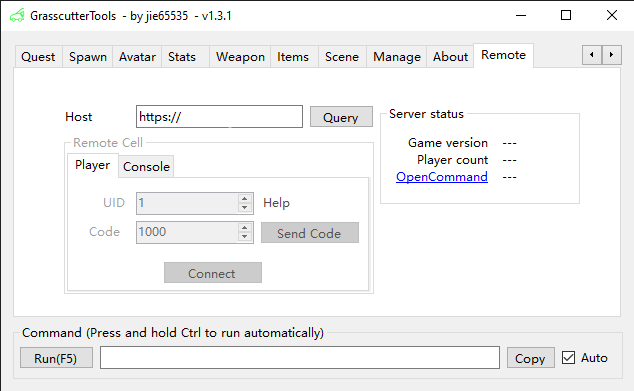 GrasscutterTools - by jie65535 - v1.3.1
Quest Spawn Avatar Stats Weapon Items Scene Manage About Remote
Host https:// Query
Server status
Game version ---
Player count ---
OpenCommand ---
Remote Cell
Player Console
UID 1 Help
Code 1000 Send Code
Connect
Command (Press and hold Ctrl to run automatically)
Run(F5) Copy Auto